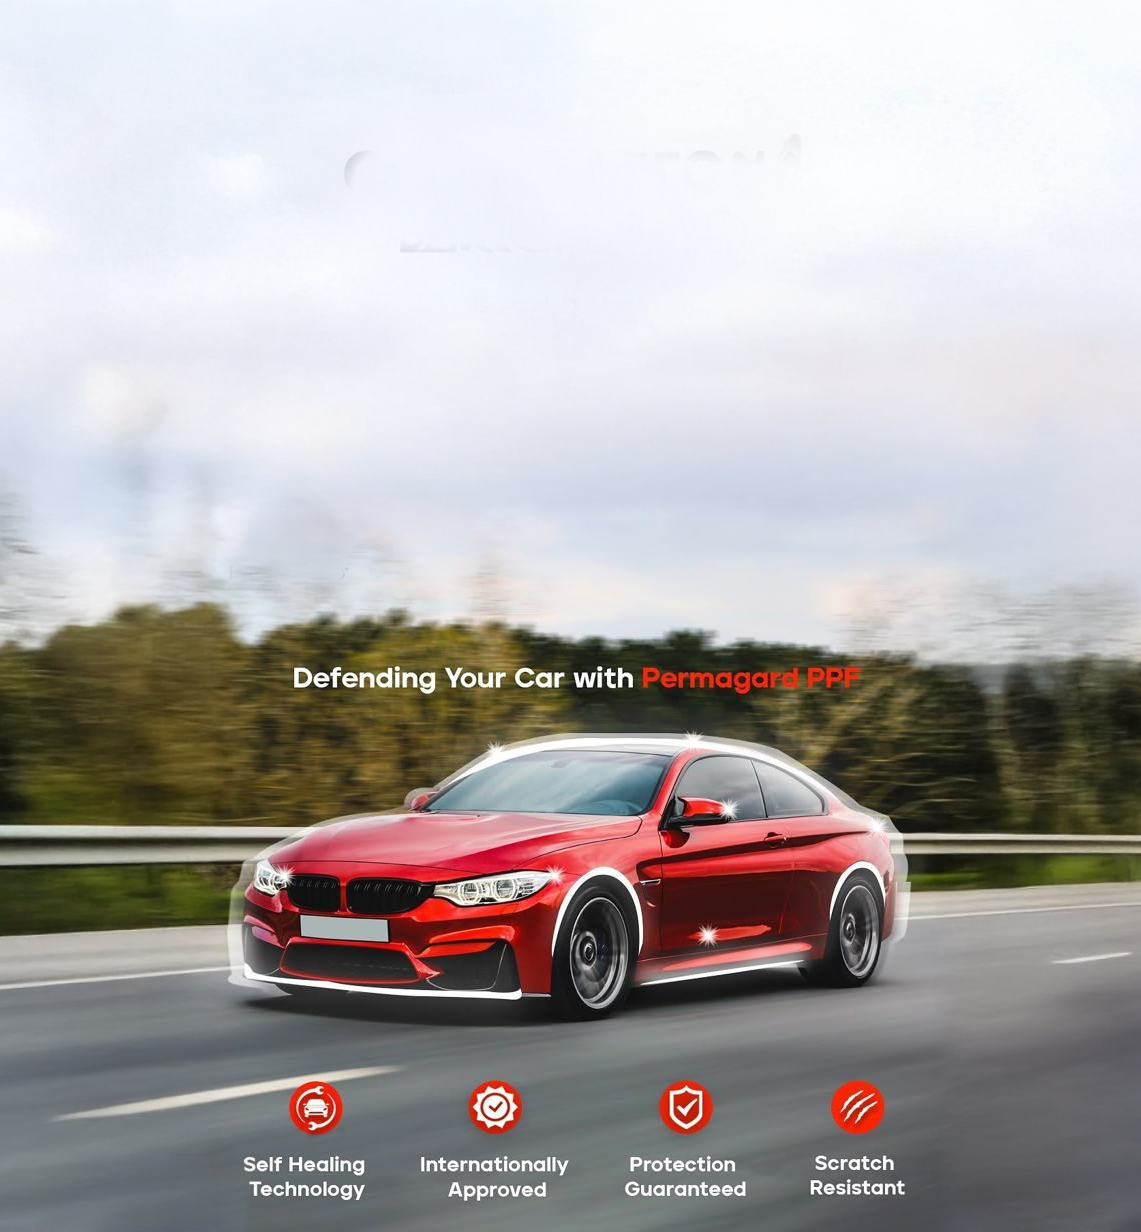 Defending Your Car with Permagard PPF
Self Healing
Technology
Internationally
Approved
Protection
Guaranteed
Scratch
Resistant